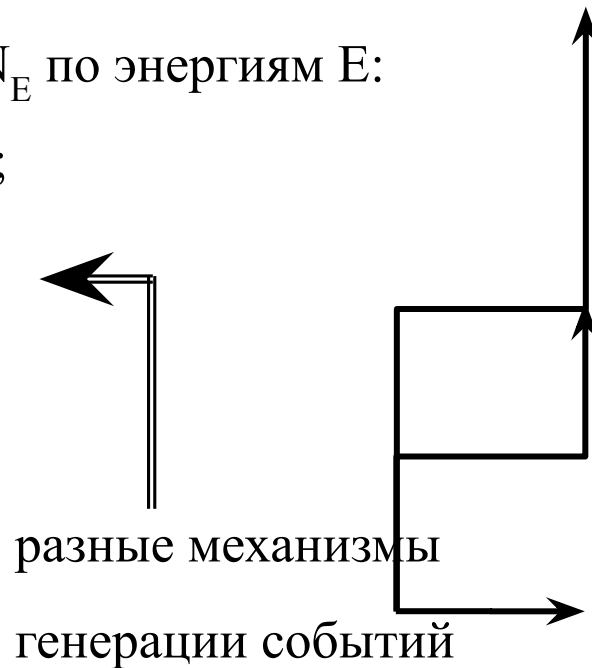 N_E по энергиям Е:
;
разные механизмы
генерации событий